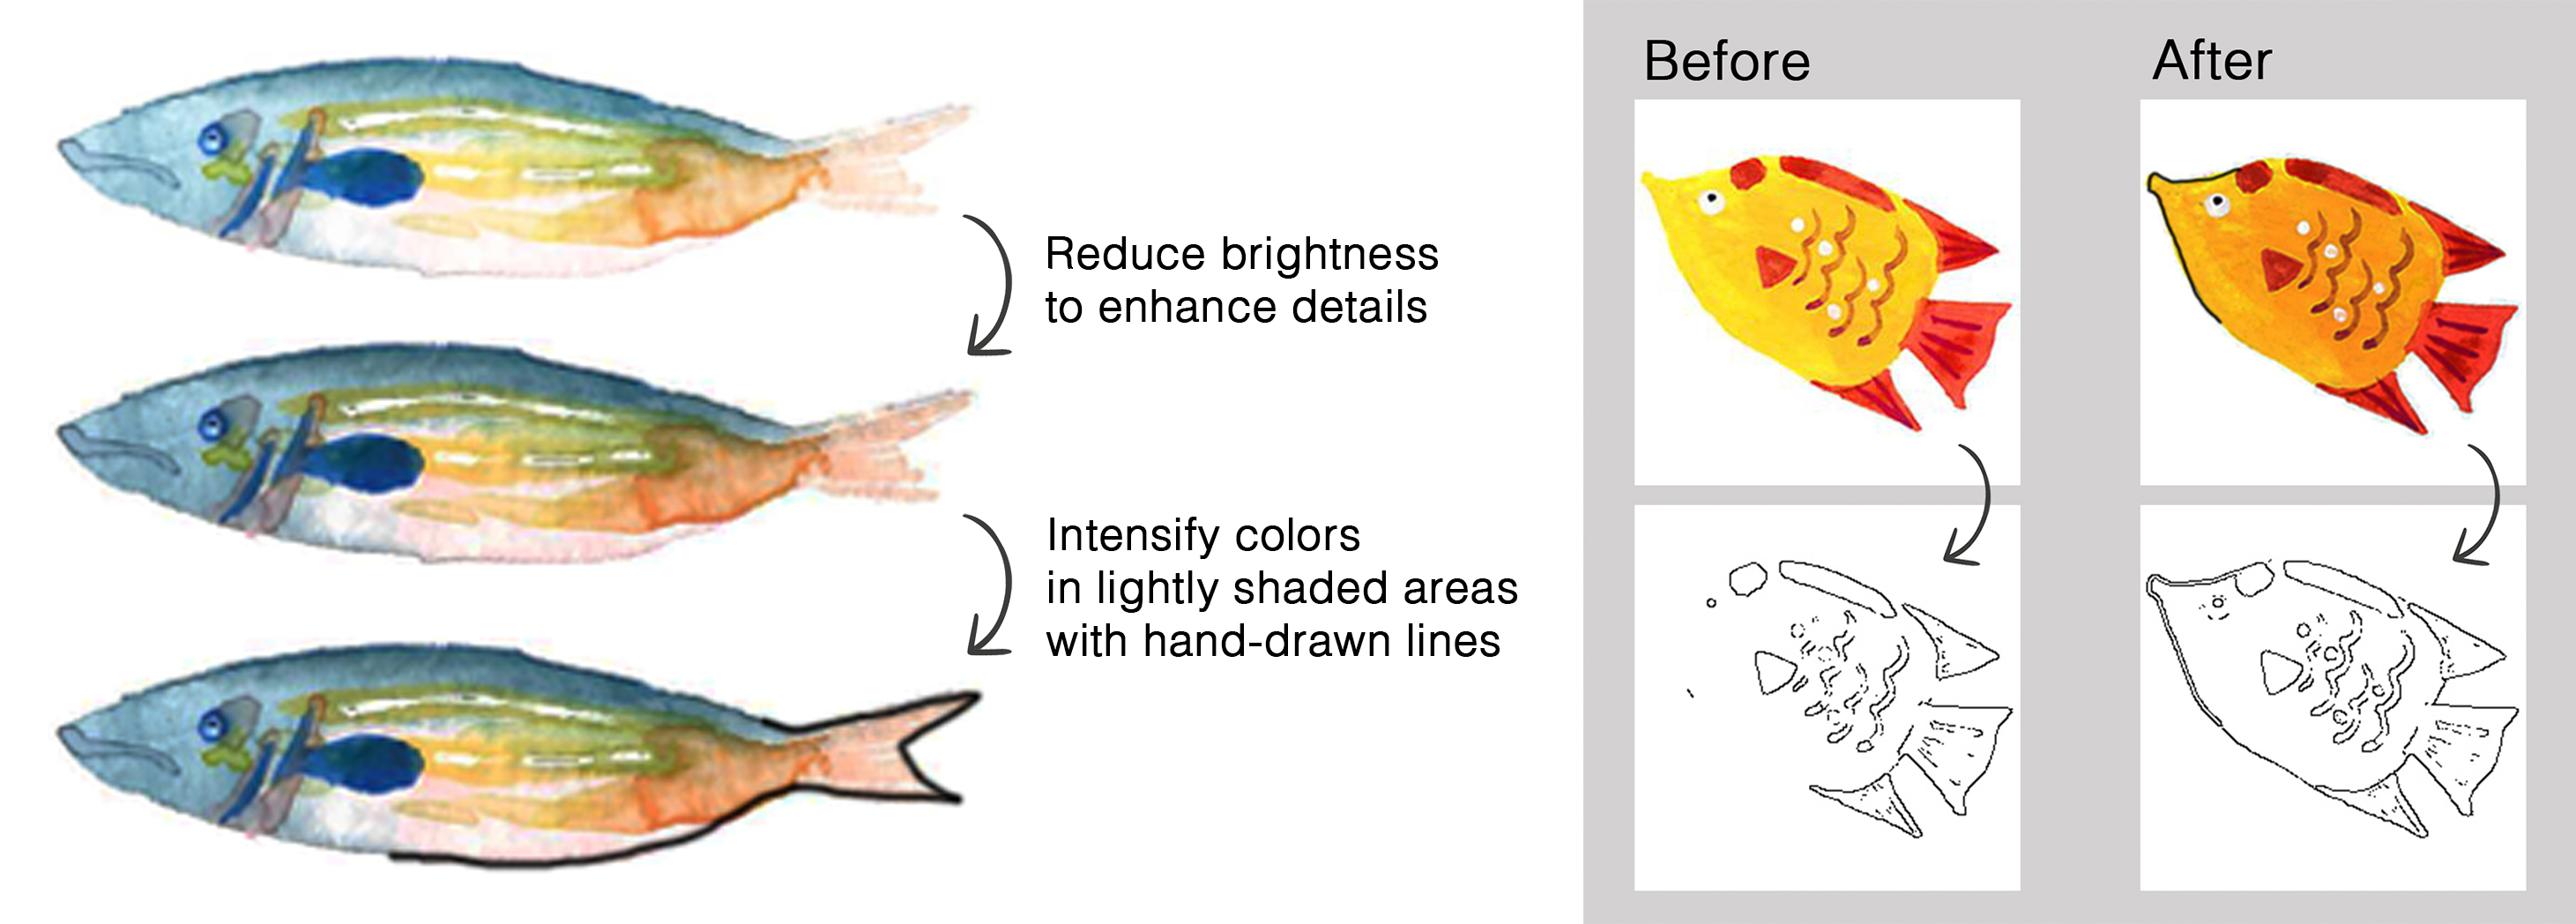 Reduce brightness
to enhance details
Intensify colors
in lightly shaded areas
with hand-drawn lines
Before
After